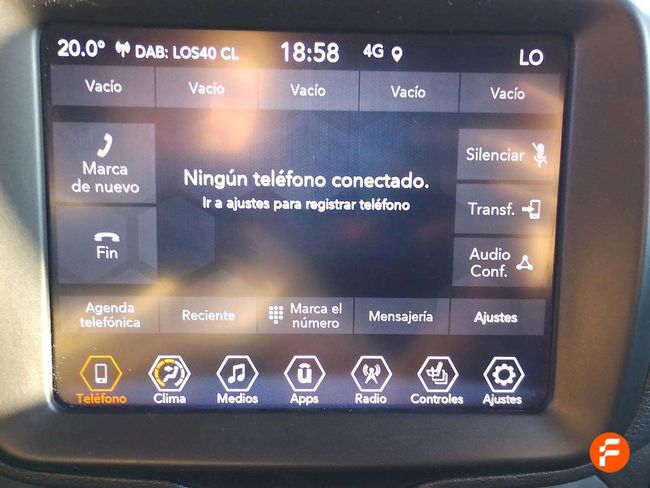 20.0° DAB: LOS40 CL 18:58 4G LO
Vacío Vacío Vacío Vacío Vacío
Marca
de nuevo
Silenciar
Ningún teléfono conectado.
Ir a ajustes para registrar teléfono
Transf.
Fin
Audio
Conf.
Agenda
telefónica
Reciente
Marca el
número
Mensajería
Ajustes
Teléfono Clima Medios Apps Radio Controles Ajustes